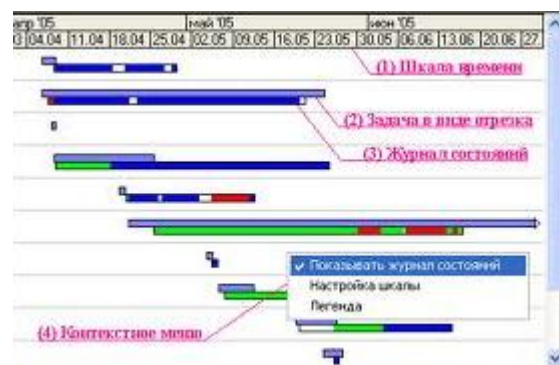 апр '05 май '05 июн '05
04.04 11.04 18.04 25.04 02.05 09.05 16.05 23.05 30.05 06.06 13.06 20.06 27.
(1) Шкала времени
(2) Задача в виде отрезка
(3) Журнал состояний
Показывать журнал состояний
Настройка шкалы
Легенда
(4) Контекстное меню